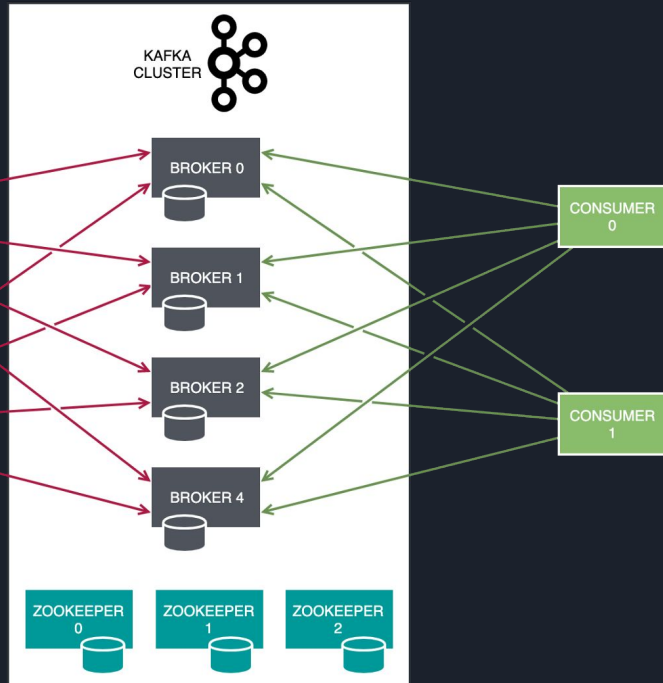 KAFKA
CLUSTER
BROKER 0
BROKER 1
BROKER 2
BROKER 4
CONSUMER
0
CONSUMER
1
ZOOKEEPER
0
ZOOKEEPER
1
ZOOKEEPER
2